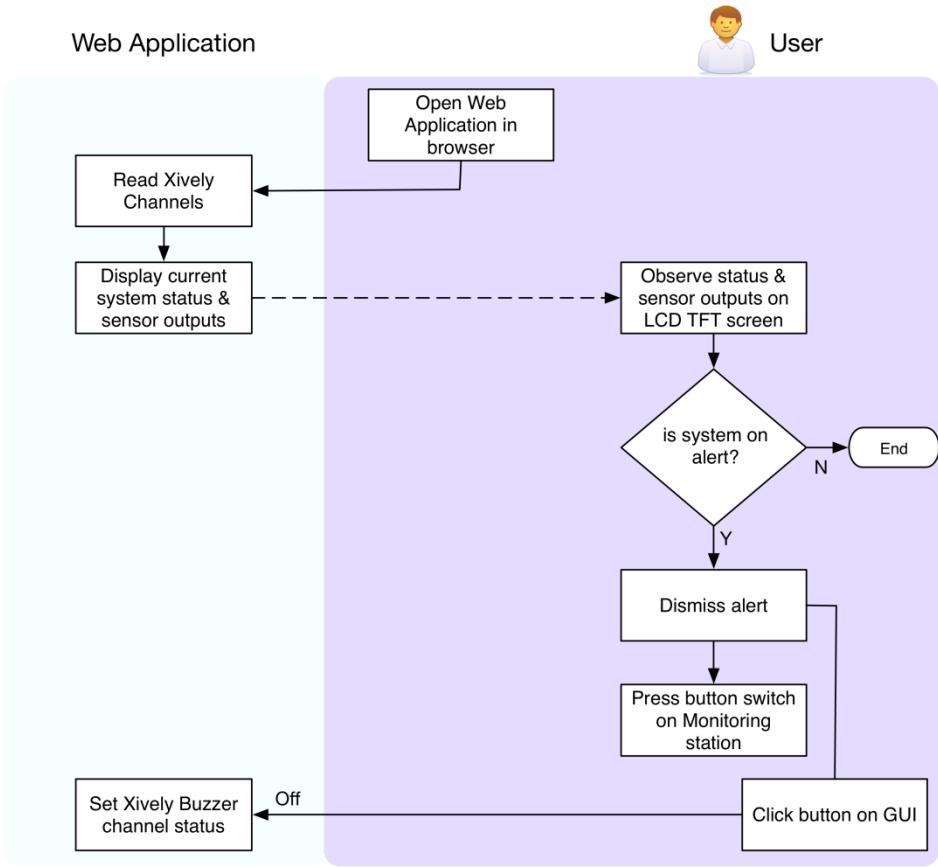 Web Application
User
Open Web
Application in
browser
Read Xively
Channels
Display current
system status &
sensor outputs
Observe status &
sensor outputs on
LCD TFT screen
is system on
alert?
N
End
Y
Dismiss alert
Press button switch
on Monitoring
station
Set Xively Buzzer
channel status
Off
Click button on GUI